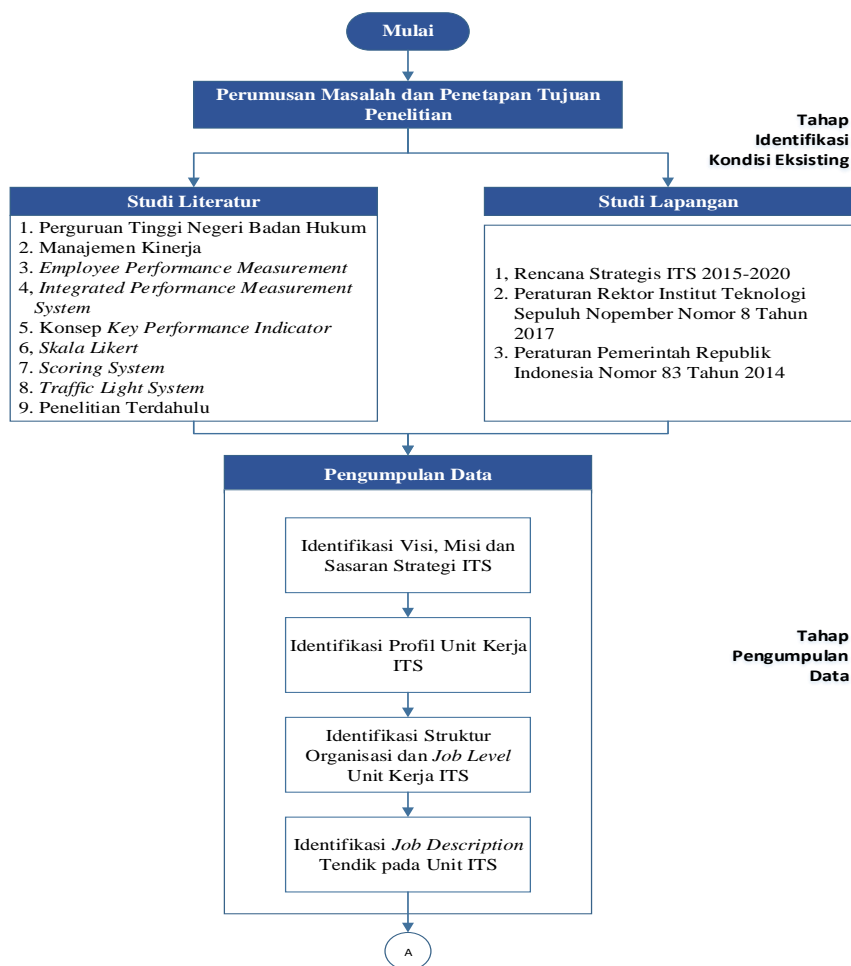 Mulai
Perumusan Masalah dan Penetapan Tujuan
Penelitian
Tahap
Identifikasi
Kondisi Eksisting
Studi Literatur
1. Perguruan Tinggi Negeri Badan Hukum
2. Manajemen Kinerja
3. Employee Performance Measurement
4, Integrated Performance Measurement
System
5. Konsep Key Performance Indicator
6, Skala Likert
7. Scoring System
8. Traffic Light System
9. Penelitian Terdahulu
Studi Lapangan
1, Rencana Strategis ITS 2015-2020
2. Peraturan Rektor Institut Teknologi
Sepuluh Nopember Nomor 8 Tahun
2017
3. Peraturan Pemerintah Republik
Indonesia Nomor 83 Tahun 2014
Pengumpulan Data
Identifikasi Visi, Misi dan
Sasaran Strategi ITS
Identifikasi Profil Unit Kerja
ITS
Tahap
Pengumpulan
Data
Identifikasi Struktur
Organisasi dan Job Level
Unit Kerja ITS
Identifikasi Job Description
Tendik pada Unit ITS
A